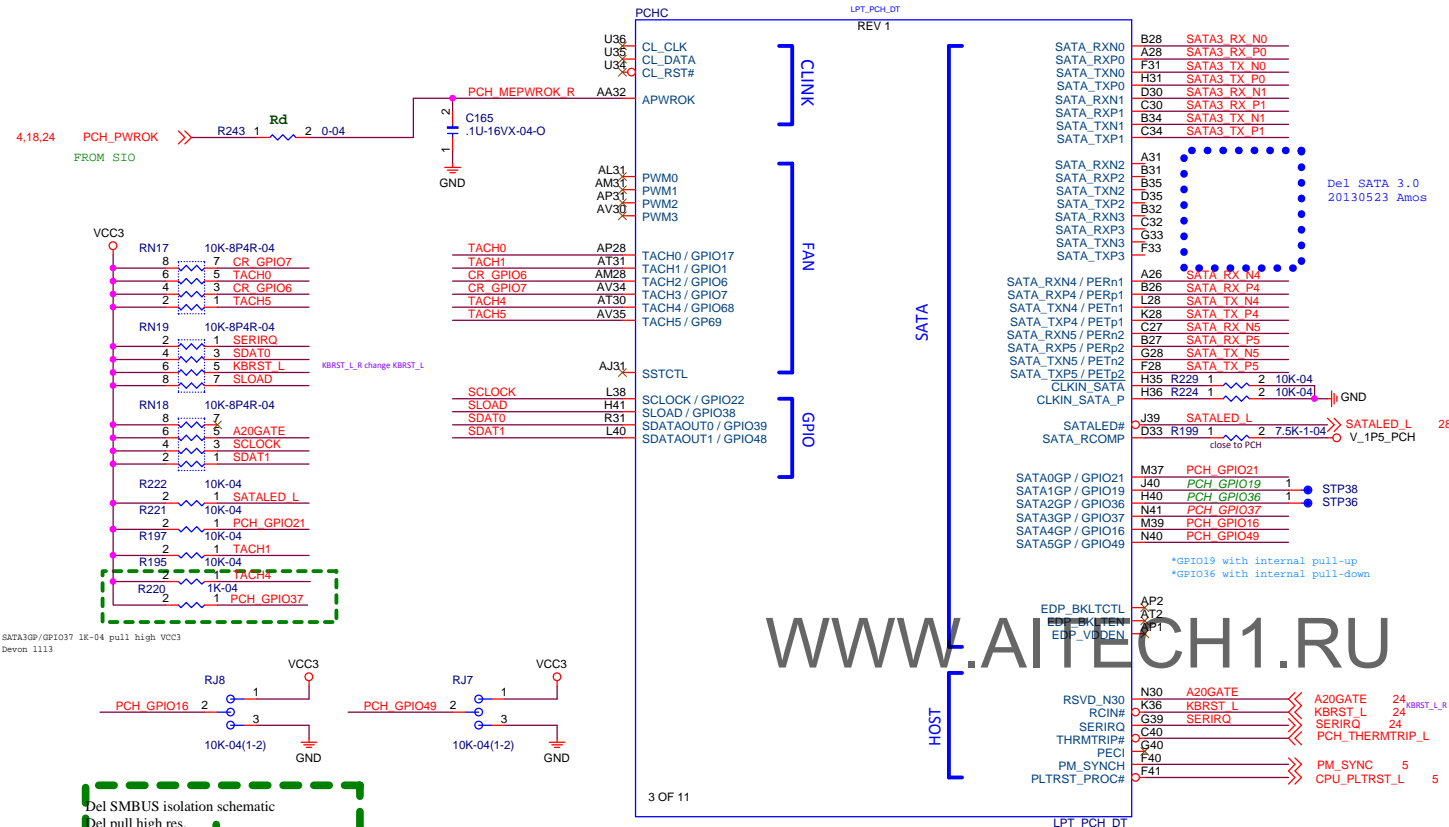 PCHC
LPT_PCH_DT
REV 1
U36 CL_CLK
U35 CL_DATA
U34 CL_RST#
PCH_MEPWROK_R AA32 APWROK
CLINK
4,18,24 PCH_PWROK R243 1 Rd 2 0-04
FROM SIO
2 C165
.1U-16VX-04-O
1
GND
AL31 PWM0
AM31 PWM1
AP31 PWM2
AV30 PWM3
FAN
TACH0 AP28 TACH0 / GPIO17
TACH1 AT31 TACH1 / GPIO1
CR_GPIO6 AM28 TACH2 / GPIO6
CR_GPIO7 AV34 TACH3 / GPIO7
TACH4 AT30 TACH4 / GPIO68
TACH5 AV35 TACH5 / GP69
AJ31 SSTCTL
SCLOCK L38 SCLOCK / GPIO22
SLOAD H41 SLOAD / GPIO38
SDAT0 R31 SDATAOUT0 / GPIO39
SDAT1 L40 SDATAOUT1 / GPIO48
GPIO
VCC3
RN17 10K-8P4R-04
8 7 CR_GPIO7
6 5 TACH0
4 3 CR_GPIO6
2 1 TACH5
RN19 10K-8P4R-04
2 1 SERIRQ
4 3 SDAT0
6 5 KBRST_L
8 7 SLOAD
KBRST_L_R change KBRST_L
RN18 10K-8P4R-04
8 7
6 5 A20GATE
4 3 SCLOCK
2 1 SDAT1
R222 10K-04
2 1 SATALED_L
R221 10K-04
2 1 PCH_GPIO21
R197 10K-04
2 1 TACH1
R195 10K-04
2 1 TACH4
R220 1K-04
2 1 PCH_GPIO37
SATA3GP/GPIO37 1K-04 pull high VCC3
Devon 1113
RJ8 VCC3
1
PCH_GPIO16 2
3
10K-04(1-2)
GND
RJ7 VCC3
1
PCH_GPIO49 2
3
10K-04(1-2)
GND
Del SMBUS isolation schematic
Del pull high res.
SATA
SATA_RXN0 B28 SATA3_RX_N0
SATA_RXP0 A28 SATA3_RX_P0
SATA_TXN0 F31 SATA3_TX_N0
SATA_TXP0 H31 SATA3_TX_P0
SATA_RXN1 D30 SATA3_RX_N1
SATA_RXP1 C30 SATA3_RX_P1
SATA_TXN1 B34 SATA3_TX_N1
SATA_TXP1 C34 SATA3_TX_P1
SATA_RXN2 A31
SATA_RXP2 B31
SATA_TXN2 B35
SATA_TXP2 D35
SATA_RXN3 B32
SATA_RXP3 C32
SATA_TXN3 G33
SATA_TXP3 F33
Del SATA 3.0
20130523 Amos
SATA_RXN4 / PERn1 A26 SATA_RX_N4
SATA_RXP4 / PERp1 B26 SATA_RX_P4
SATA_TXN4 / PETn1 L28 SATA_TX_N4
SATA_TXP4 / PETp1 K28 SATA_TX_P4
SATA_RXN5 / PERn2 C27 SATA_RX_N5
SATA_RXP5 / PERp2 B27 SATA_RX_P5
SATA_TXN5 / PETn2 G28 SATA_TX_N5
SATA_TXP5 / PETp2 F28 SATA_TX_P5
CLKIN_SATA H35 R229 1 2 10K-04
CLKIN_SATA_P H36 R224 1 2 10K-04 GND
SATALED# J39 SATALED_L SATALED_L 28
SATA_RCOMP D33 R199 1 2 7.5K-1-04 V_1P5_PCH
close to PCH
SATA0GP / GPIO21 M37 PCH_GPIO21
SATA1GP / GPIO19 J40 PCH_GPIO19 1 STP38
SATA2GP / GPIO36 H40 PCH_GPIO36 1 STP36
SATA3GP / GPIO37 N41 PCH_GPIO37
SATA4GP / GPIO16 M39 PCH_GPIO16
SATA5GP / GPIO49 N40 PCH_GPIO49
*GPIO19 with internal pull-up
*GPIO36 with internal pull-down
EDP_BKLTCTL AP2
EDP_BKLTEN AT2
EDP_VDDEN AP1
WWW.AITECH1.RU
HOST
RSVD_N30 N30 A20GATE A20GATE 24
RCIN# K36 KBRST_L KBRST_L 24 KBRST_L_R
SERIRQ G39 SERIRQ SERIRQ 24
THRMTRIP# C40 PCH_THERMTRIP_L
PECI G40
PM_SYNCH F40 PM_SYNC 5
PLTRST_PROC# F41 CPU_PLTRST_L 5
3 OF 11
LPT_PCH_DT